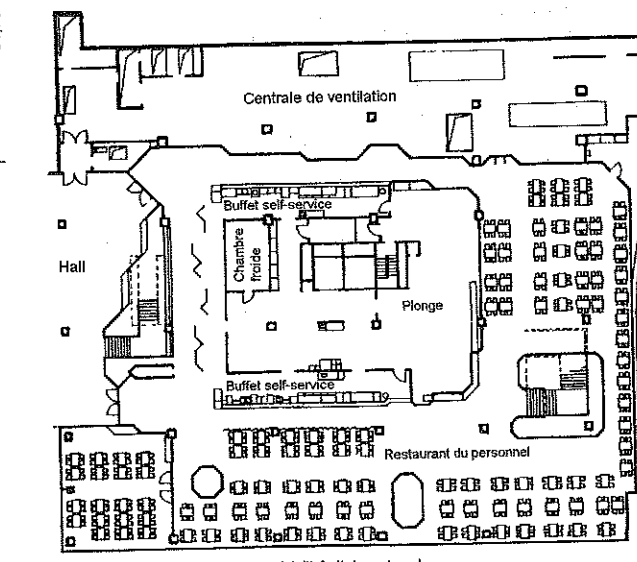 Centrale de ventilation
Buffet self-service
Chambre
froide
Hall
Plonge
Buffet self-service
Restaurant du personnel